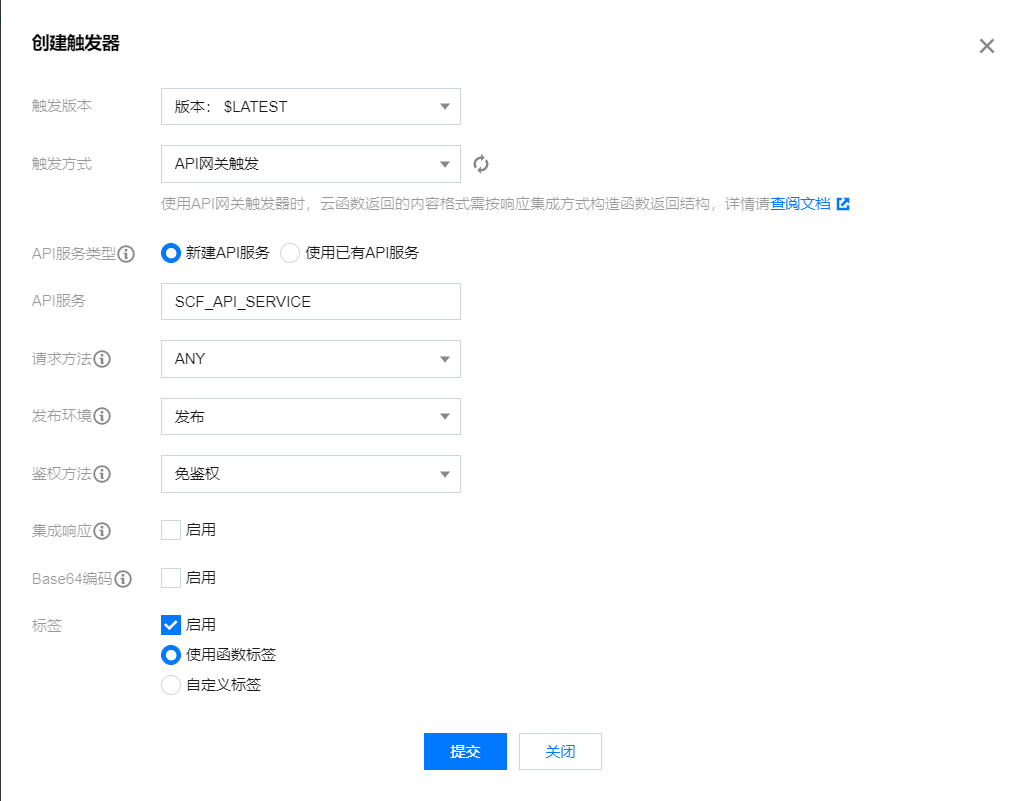 创建触发器
触发版本 版本： $LATEST
触发方式 API网关触发
使用API网关触发器时，云函数返回的内容格式需按响应集成方式构造函数返回结构，详情请查阅文档
API服务类型 新建API服务 使用已有API服务
API服务 SCF_API_SERVICE
请求方法 ANY
发布环境 发布
鉴权方法 免鉴权
集成响应 启用
Base64编码 启用
标签 启用
使用函数标签
自定义标签
提交 关闭